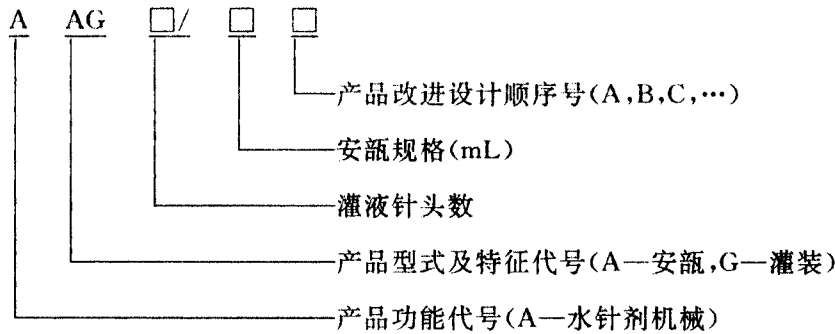 A AG □/ □ □
产品改进设计顺序号(A,B,C,…)
安瓿规格(mL)
灌液针头数
产品型式及特征代号(A—安瓿,G—灌装)
产品功能代号(A—水针剂机械)